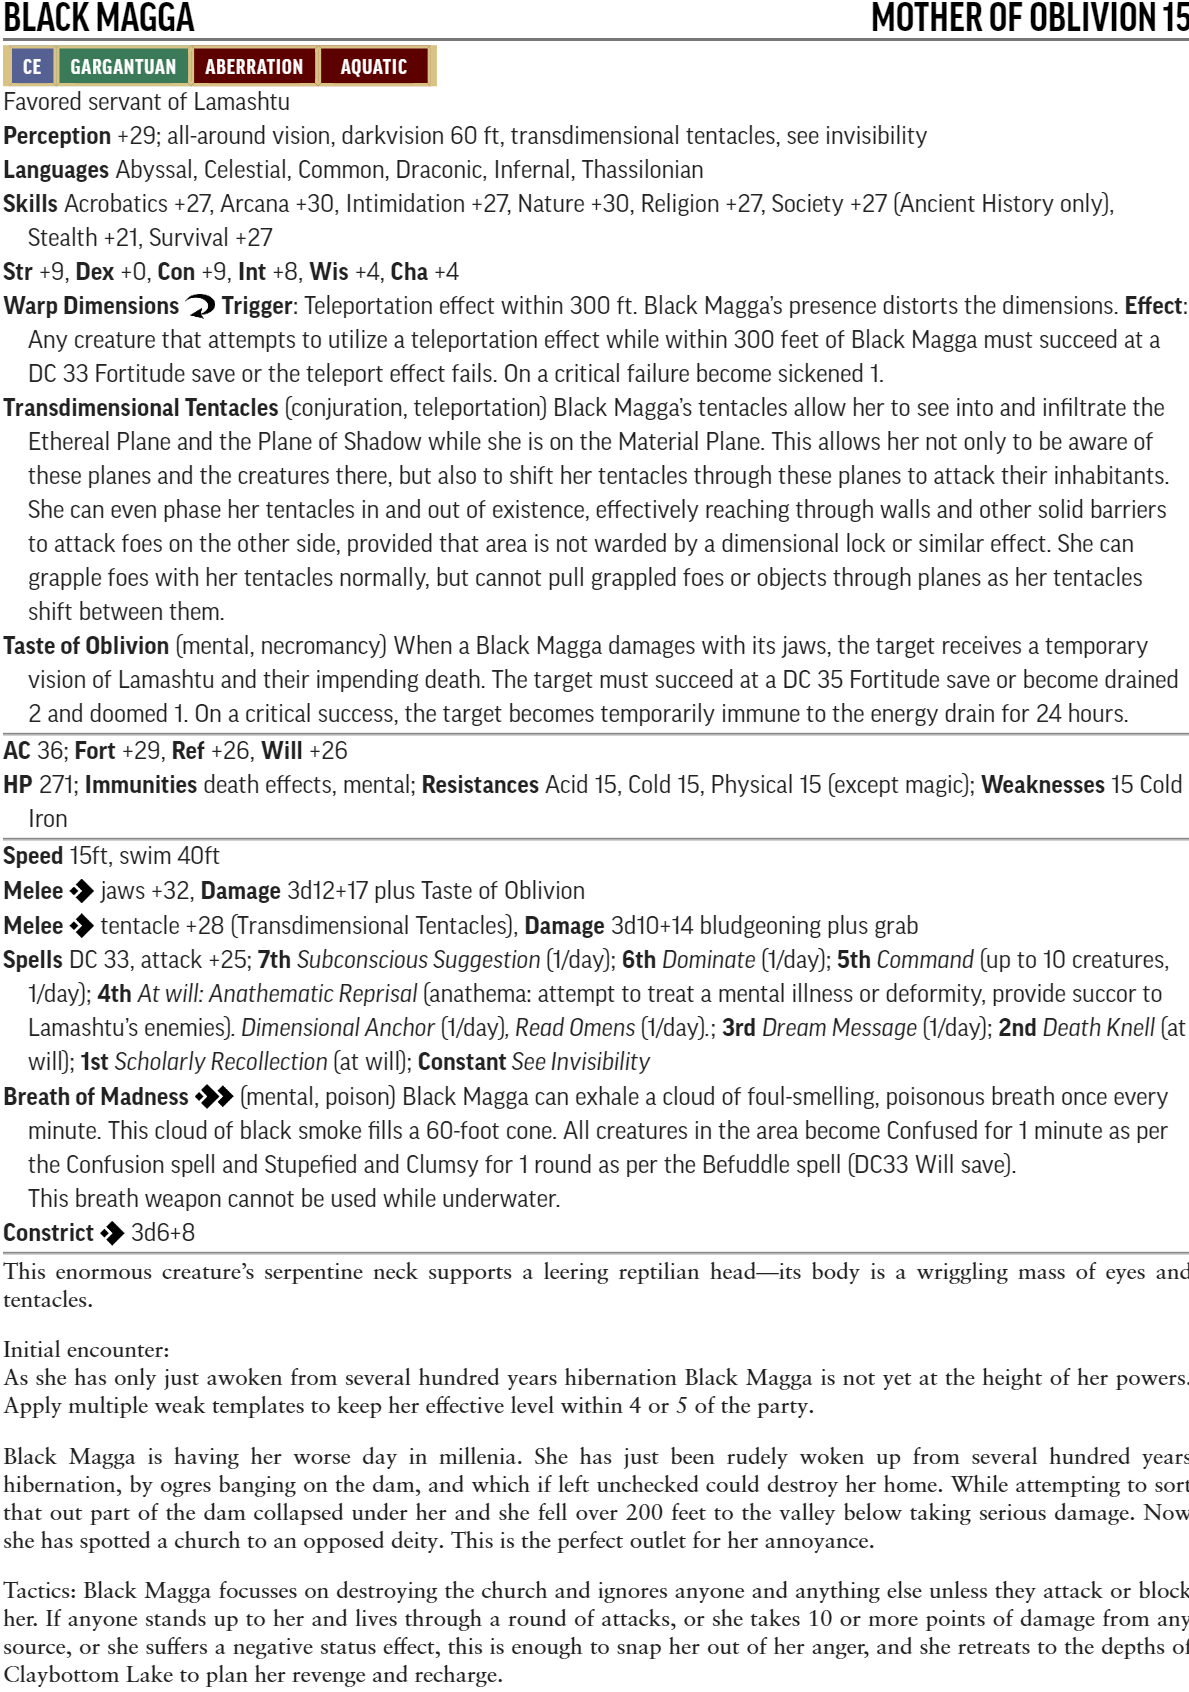 BLACK MAGGA MOTHER OF OBLIVION 15
CE GARGANTUAN ABERRATION AQUATIC
Favored servant of Lamashtu
Perception +29; all-around vision, darkvision 60 ft, transdimensional tentacles, see invisibility
Languages Abyssal, Celestial, Common, Draconic, Infernal, Thassilonian
Skills Acrobatics +27, Arcana +30, Intimidation +27, Nature +30, Religion +27, Society +27 (Ancient History only),
Stealth +21, Survival +27
Str +9, Dex +0, Con +9, Int +8, Wis +4, Cha +4
Warp Dimensions Trigger: Teleportation effect within 300 ft. Black Magga's presence distorts the dimensions. Effect:
Any creature that attempts to utilize a teleportation effect while within 300 feet of Black Magga must succeed at a
DC 33 Fortitude save or the teleport effect fails. On a critical failure become sickened 1.
Transdimensional Tentacles (conjuration, teleportation) Black Magga's tentacles allow her to see into and infiltrate the
Ethereal Plane and the Plane of Shadow while she is on the Material Plane. This allows her not only to be aware of
these planes and the creatures there, but also to shift her tentacles through these planes to attack their inhabitants.
She can even phase her tentacles in and out of existence, effectively reaching through walls and other solid barriers
to attack foes on the other side, provided that area is not warded by a dimensional lock or similar effect. She can
grapple foes with her tentacles normally, but cannot pull grappled foes or objects through planes as her tentacles
shift between them.
Taste of Oblivion (mental, necromancy) When a Black Magga damages with its jaws, the target receives a temporary
vision of Lamashtu and their impending death. The target must succeed at a DC 35 Fortitude save or become drained
2 and doomed 1. On a critical success, the target becomes temporarily immune to the energy drain for 24 hours.
AC 36; Fort +29, Ref +26, Will +26
HP 271; Immunities death effects, mental; Resistances Acid 15, Cold 15, Physical 15 (except magic); Weaknesses 15 Cold
Iron
Speed 15ft, swim 40ft
Melee jaws +32, Damage 3d12+17 plus Taste of Oblivion
Melee tentacle +28 (Transdimensional Tentacles), Damage 3d10+14 bludgeoning plus grab
Spells DC 33, attack +25; 7th Subconscious Suggestion (1/day); 6th Dominate (1/day); 5th Command (up to 10 creatures,
1/day); 4th At will: Anathematic Reprisal (anathema: attempt to treat a mental illness or deformity, provide succor to
Lamashtu's enemies). Dimensional Anchor (1/day), Read Omens (1/day).; 3rd Dream Message (1/day); 2nd Death Knell (at
will); 1st Scholarly Recollection (at will); Constant See Invisibility
Breath of Madness (mental, poison) Black Magga can exhale a cloud of foul-smelling, poisonous breath once every
minute. This cloud of black smoke fills a 60-foot cone. All creatures in the area become Confused for 1 minute as per
the Confusion spell and Stupefied and Clumsy for 1 round as per the Befuddle spell (DC33 Will save).
This breath weapon cannot be used while underwater.
Constrict 3d6+8
This enormous creature's serpentine neck supports a leering reptilian head—its body is a wriggling mass of eyes and
tentacles.
Initial encounter:
As she has only just awoken from several hundred years hibernation Black Magga is not yet at the height of her powers.
Apply multiple weak templates to keep her effective level within 4 or 5 of the party.
Black Magga is having her worse day in millenia. She has just been rudely woken up from several hundred years
hibernation, by ogres banging on the dam, and which if left unchecked could destroy her home. While attempting to sort
that out part of the dam collapsed under her and she fell over 200 feet to the valley below taking serious damage. Now
she has spotted a church to an opposed deity. This is the perfect outlet for her annoyance.
Tactics: Black Magga focusses on destroying the church and ignores anyone and anything else unless they attack or block
her. If anyone stands up to her and lives through a round of attacks, or she takes 10 or more points of damage from any
source, or she suffers a negative status effect, this is enough to snap her out of her anger, and she retreats to the depths of
Claybottom Lake to plan her revenge and recharge.